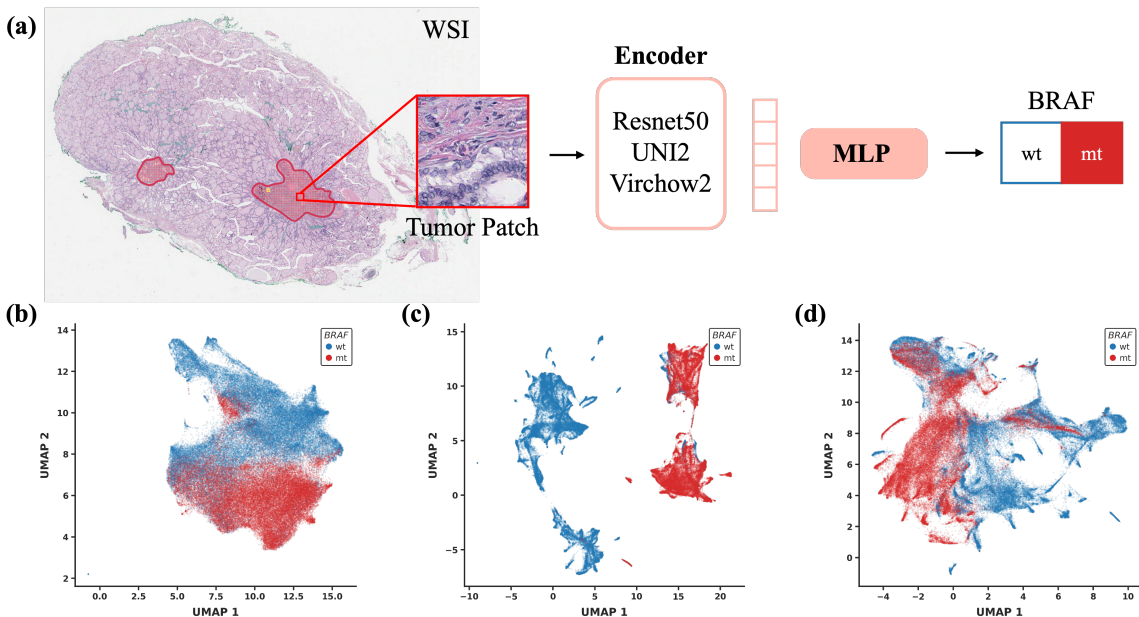 (a)
WSI
Tumor Patch
Encoder
Resnet50
UNI2
Virchow2
MLP
BRAF
wt
mt
(b)
BRAF
wt
mt
UMAP 2
14
12
10
8
6
4
2
0.0
2.5
5.0
7.5
10.0
12.5
15.0
UMAP 1
(c)
BRAF
wt
mt
UMAP 2
15
10
5
0
−5
−10
0
10
20
UMAP 1
(d)
BRAF
wt
mt
UMAP 2
14
12
10
8
6
4
2
0
−4
−2
0
2
4
6
8
10
UMAP 1